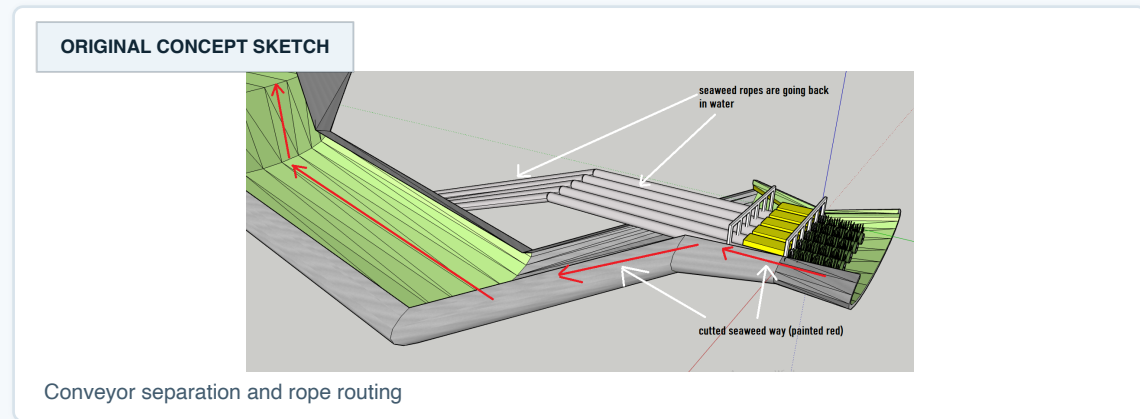 ORIGINAL CONCEPT SKETCH
seaweed ropes are going back
in water
cutted seaweed way (painted red)
Conveyor separation and rope routing